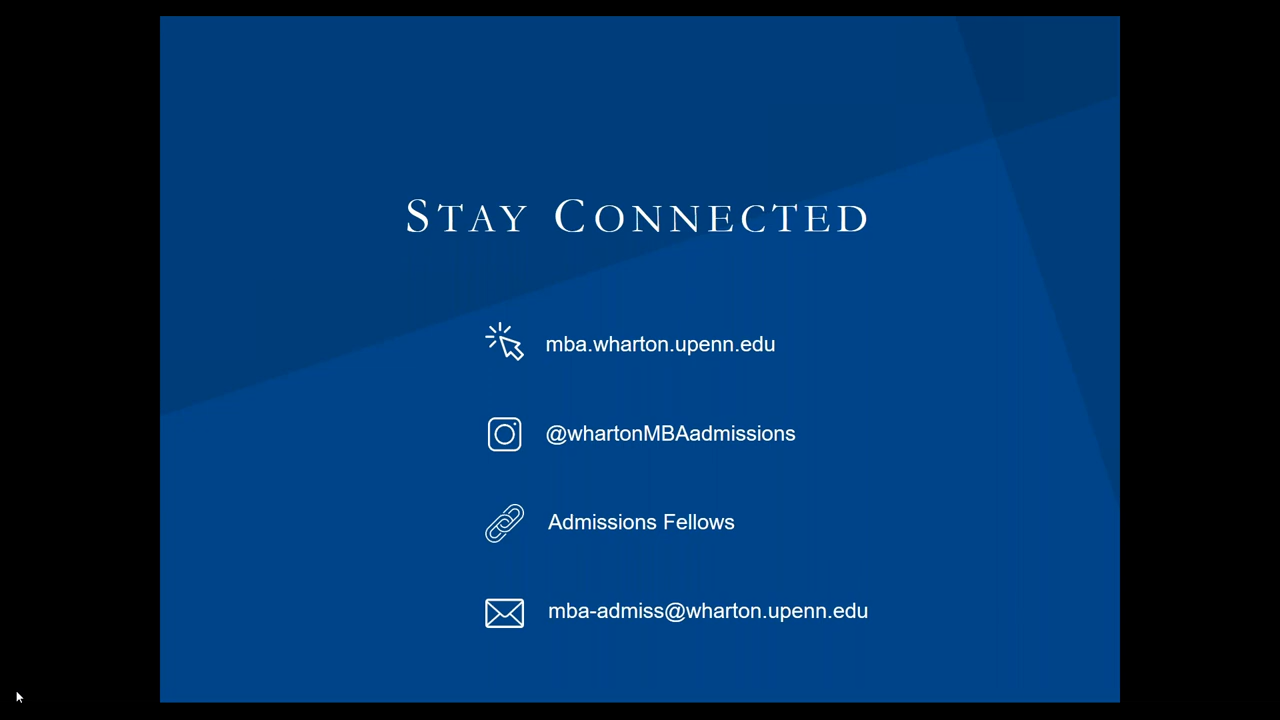 STAY CONNECTED
mba.wharton.upenn.edu
@whartonMBAadmissions
Admissions Fellows
mba-admiss@wharton.upenn.edu